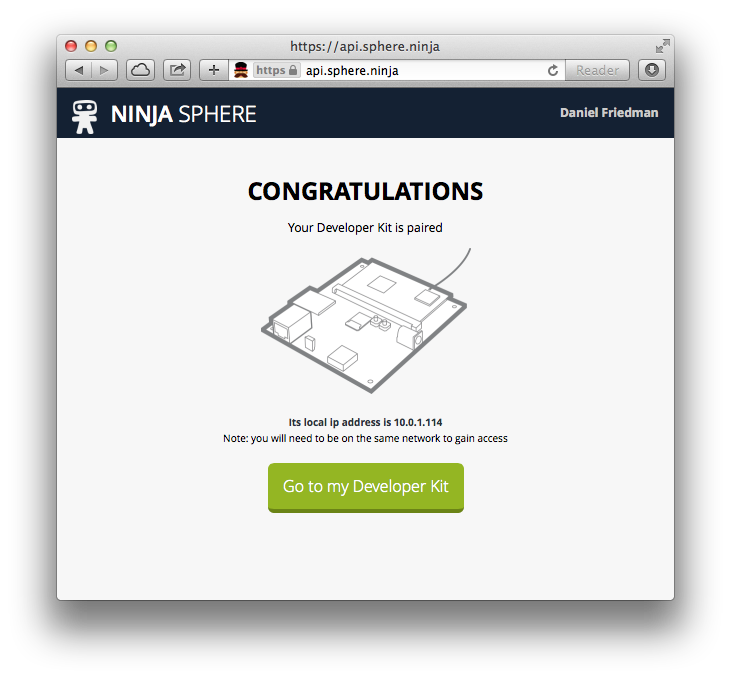 https://api.sphere.ninja
https api.sphere.ninja
Reader
NINJA SPHERE
Daniel Friedman
CONGRATULATIONS
Your Developer Kit is paired
Its local ip address is 10.0.1.114
Note: you will need to be on the same network to gain access
Go to my Developer Kit